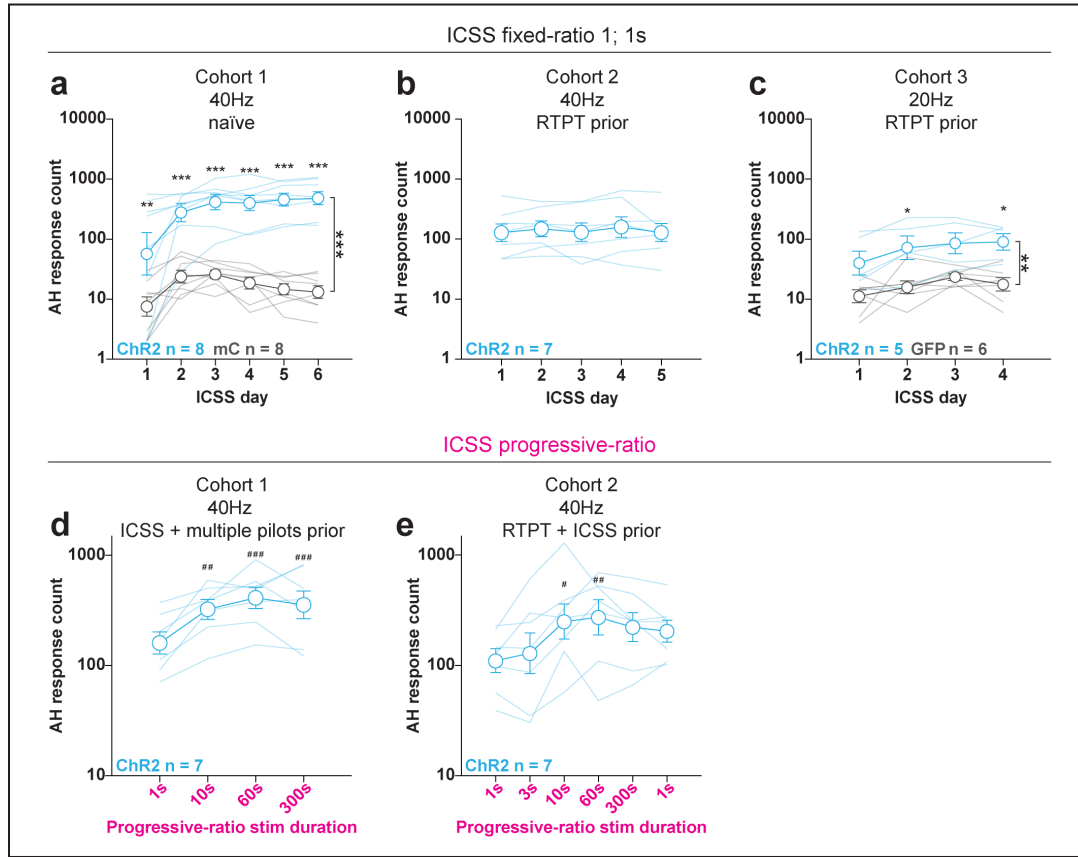 ICSS fixed-ratio 1; 1s
a
Cohort 1
40Hz
naïve
10000
1000
100
10
1
AH response count
**
***
***
***
***
***
***
ChR2 n = 8 mC n = 8
1 2 3 4 5 6
ICSS day
b
Cohort 2
40Hz
RTPT prior
10000
1000
100
10
1
AH response count
ChR2 n = 7
1 2 3 4 5
ICSS day
c
Cohort 3
20Hz
RTPT prior
10000
1000
100
10
1
AH response count
*
*
**
ChR2 n = 5 GFP n = 6
1 2 3 4
ICSS day
ICSS progressive-ratio
d
Cohort 1
40Hz
ICSS + multiple pilots prior
1000
100
10
AH response count
##
###
###
ChR2 n = 7
1s 10s 60s 300s
Progressive-ratio stim duration
e
Cohort 2
40Hz
RTPT + ICSS prior
1000
100
10
AH response count
#
##
ChR2 n = 7
1s 3s 10s 60s 300s 1s
Progressive-ratio stim duration